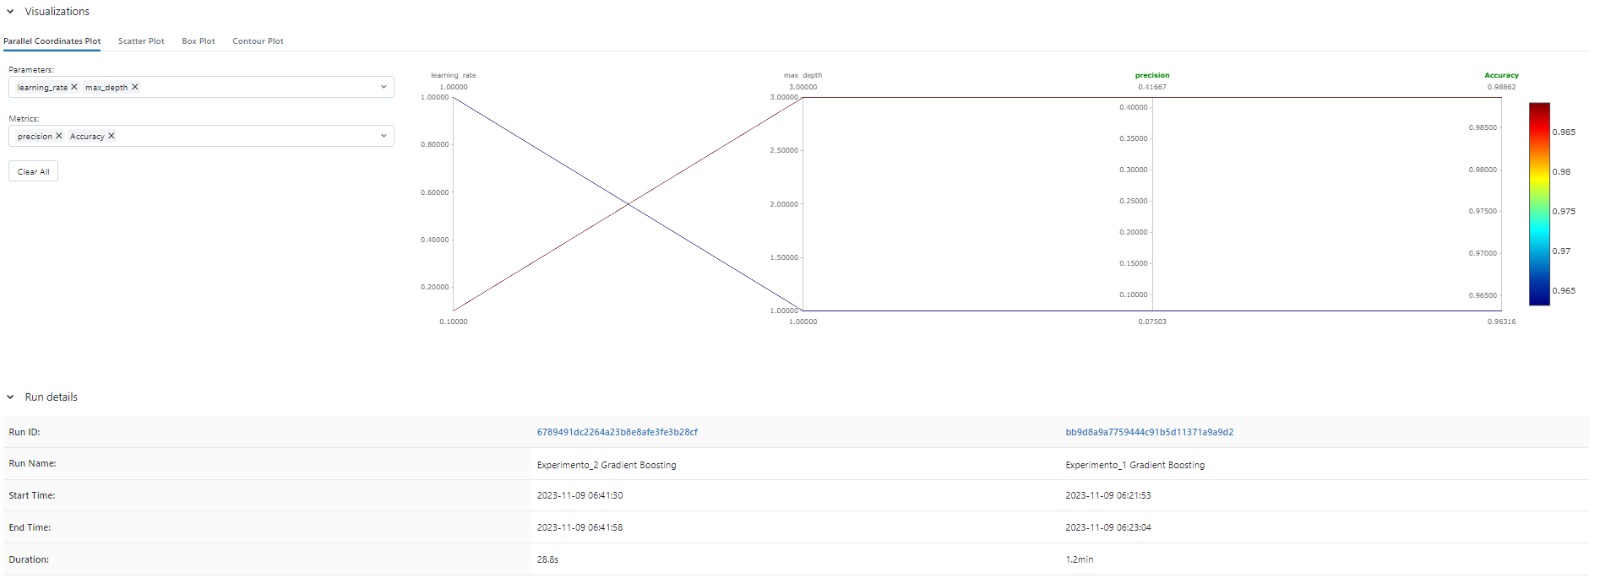 Visualizations
Parallel Coordinates Plot Scatter Plot Box Plot Contour Plot
Parameters:
learning_rate × max_depth ×
Metrics:
precision × Accuracy ×
Clear All
learning_rate max_depth precision Accuracy
1.00000 3.00000 0.41667 0.98862
1.00000
0.80000
0.60000
0.40000
0.20000
0.10000
3.00000
2.50000
2.00000
1.50000
1.00000
1.00000
0.40000
0.35000
0.30000
0.25000
0.20000
0.15000
0.10000
0.07503
0.98500
0.98000
0.97500
0.97000
0.96500
0.96316
0.985
0.98
0.975
0.97
0.965
Run details
Run ID: 6789491dc2264a23b8e8afe3fe3b28cf bb9d8a9a7759444c91b5d11371a9a9d2
Run Name: Experimento_2 Gradient Boosting Experimento_1 Gradient Boosting
Start Time: 2023-11-09 06:41:30 2023-11-09 06:21:53
End Time: 2023-11-09 06:41:58 2023-11-09 06:23:04
Duration: 28.8s 1.2min